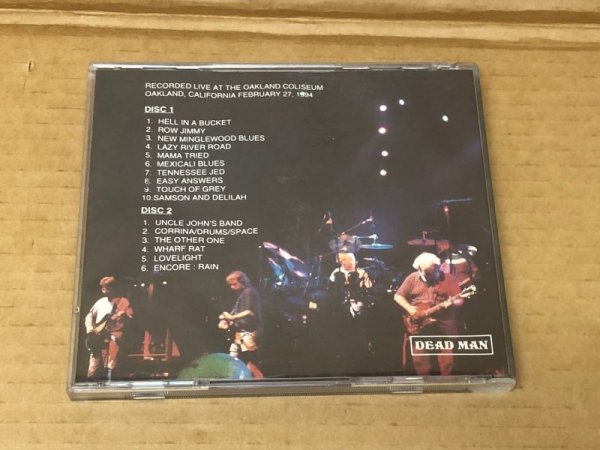 RECORDED LIVE AT THE OAKLAND COLISEUM
OAKLAND, CALIFORNIA FEBRUARY 27, 1994
DISC 1
1. HELL IN A BUCKET
2. ROW JIMMY
3. NEW MINGLEWOOD BLUES
4. LAZY RIVER ROAD
5. MAMA TRIED
6. MEXICALI BLUES
7. TENNESSEE JED
8. EASY ANSWERS
9. TOUCH OF GREY
10. SAMSON AND DELILAH
DISC 2
1. UNCLE JOHN'S BAND
2. CORRINA/DRUMS/SPACE
3. THE OTHER ONE
4. WHARF RAT
5. LOVELIGHT
6. ENCORE : RAIN
DEAD MAN